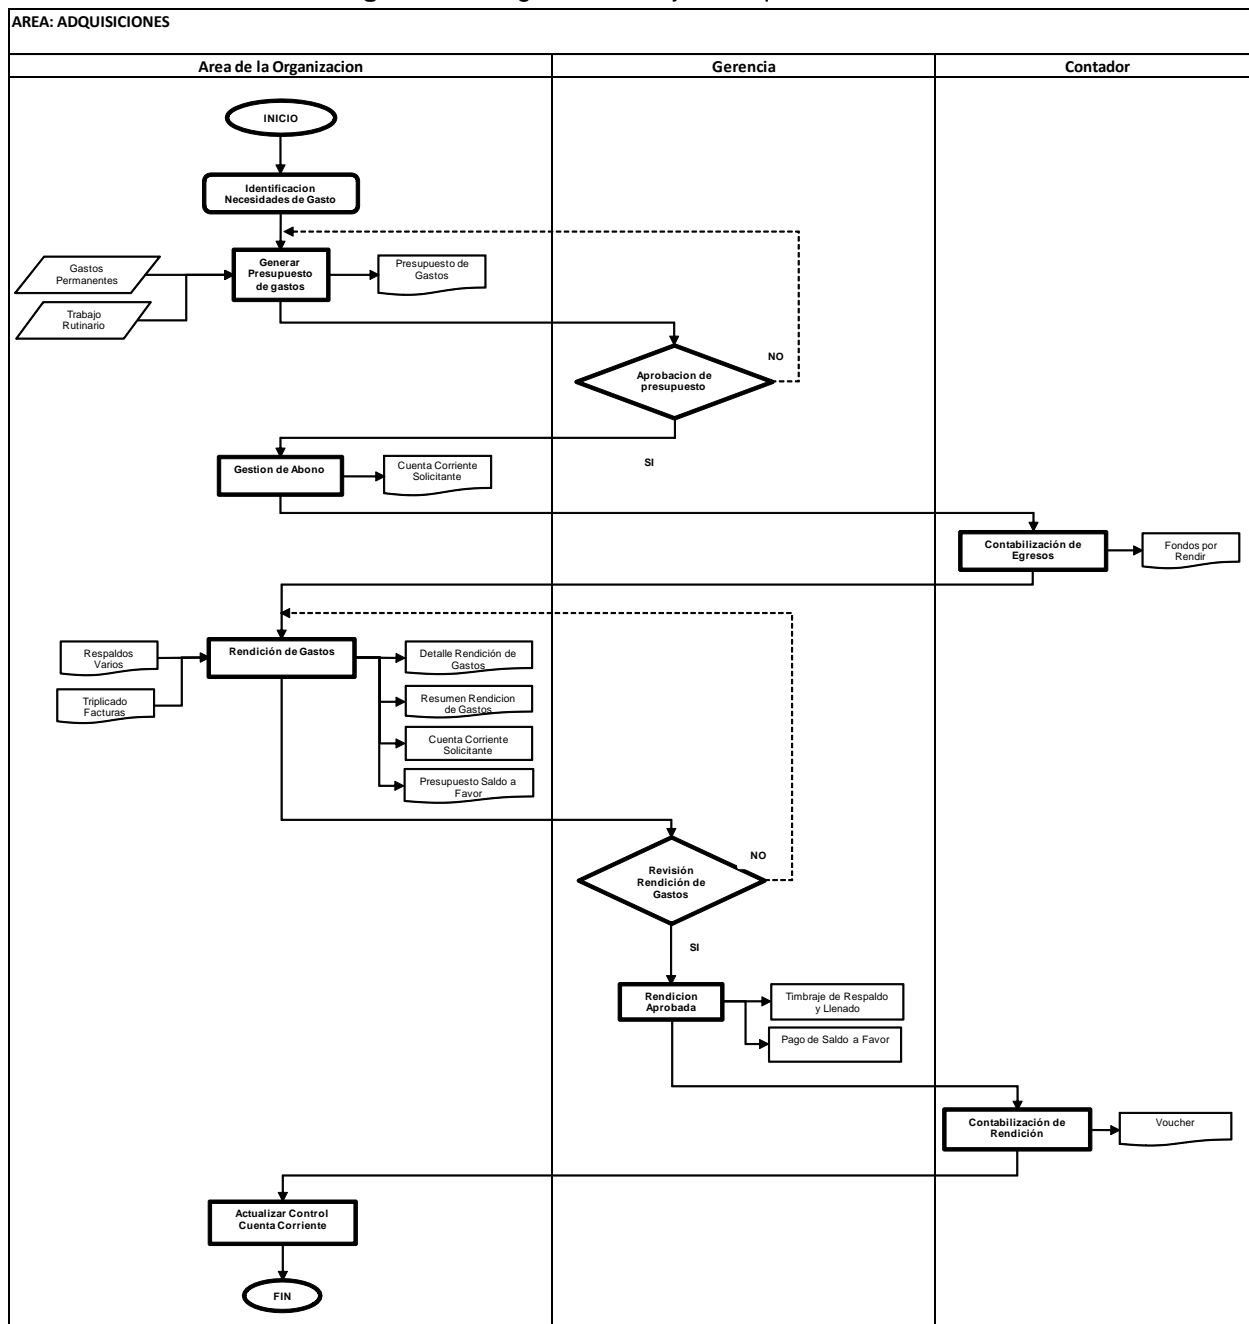 AREA: ADQUISICIONES
Area de la Organizacion
Gerencia
Contador
INICIO
Identificacion
Necesidades de Gasto
Generar
Presupuesto
de gastos
Presupuesto de
Gastos
Gastos
Permanentes
Trabajo
Rutinario
Aprobacion de
presupuesto
NO
SI
Gestion de Abono
Cuenta Corriente
Solicitante
Contabilización de
Egresos
Fondos por
Rendir
Rendición de Gastos
Respaldos
Varios
Triplicado
Facturas
Detalle Rendición de
Gastos
Resumen Rendicion
de Gastos
Cuenta Corriente
Solicitante
Presupuesto Saldo a
Favor
Revisión
Rendición de
Gastos
NO
SI
Rendicion
Aprobada
Timbraje de Respaldo
y Llenado
Pago de Saldo a Favor
Contabilización de
Rendición
Voucher
Actualizar Control
Cuenta Corriente
FIN